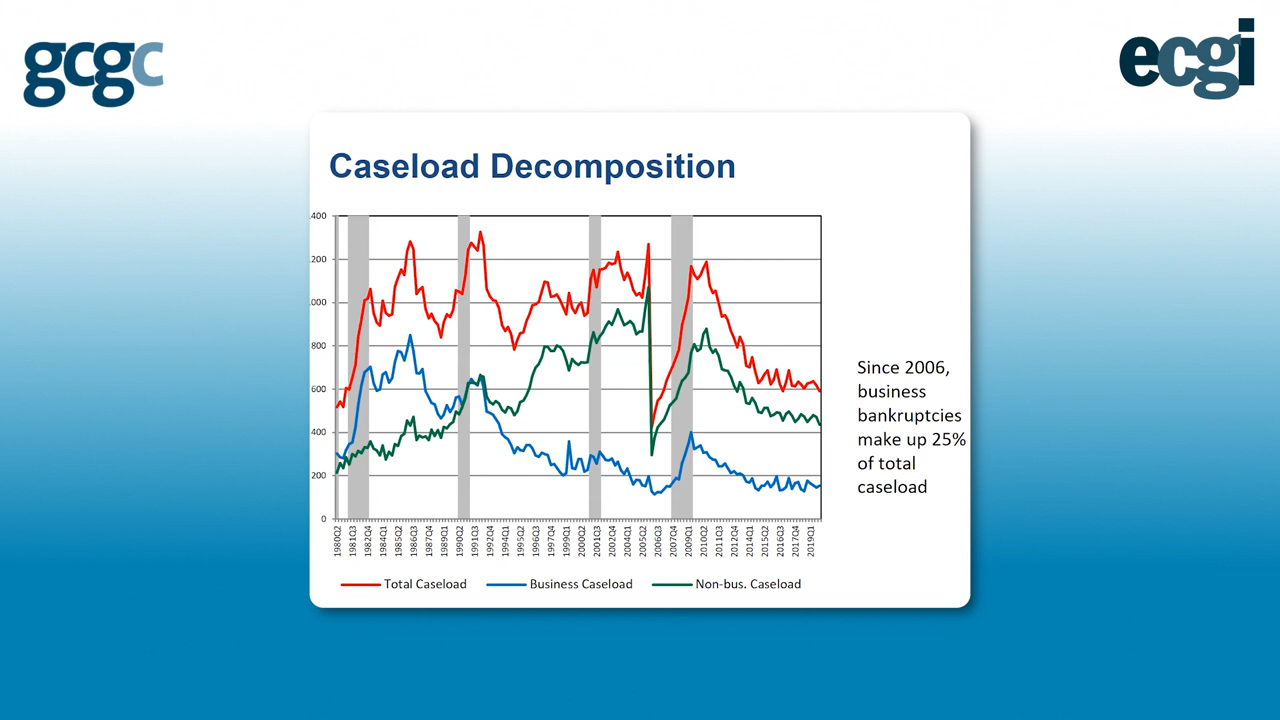 gcgc
ecgi
Caseload Decomposition
400
200
000
800
600
400
200
0
1980Q2
1981Q3
1982Q4
1984Q1
1985Q2
1986Q3
1987Q4
1989Q1
1990Q2
1991Q3
1992Q4
1994Q1
1995Q2
1996Q3
1997Q4
1999Q1
2000Q2
2001Q3
2002Q4
2004Q1
2005Q2
2006Q3
2007Q4
2009Q1
2010Q2
2011Q3
2012Q4
2014Q1
2015Q2
2016Q3
2017Q4
2019Q1
Total Caseload
Business Caseload
Non-bus. Caseload
Since 2006,
business
bankruptcies
make up 25%
of total
caseload